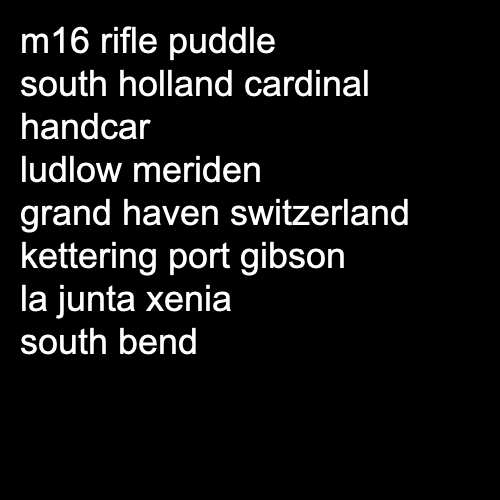 m16 rifle puddle
south holland cardinal
handcar
ludlow meriden
grand haven switzerland
kettering port gibson
la junta xenia
south bend